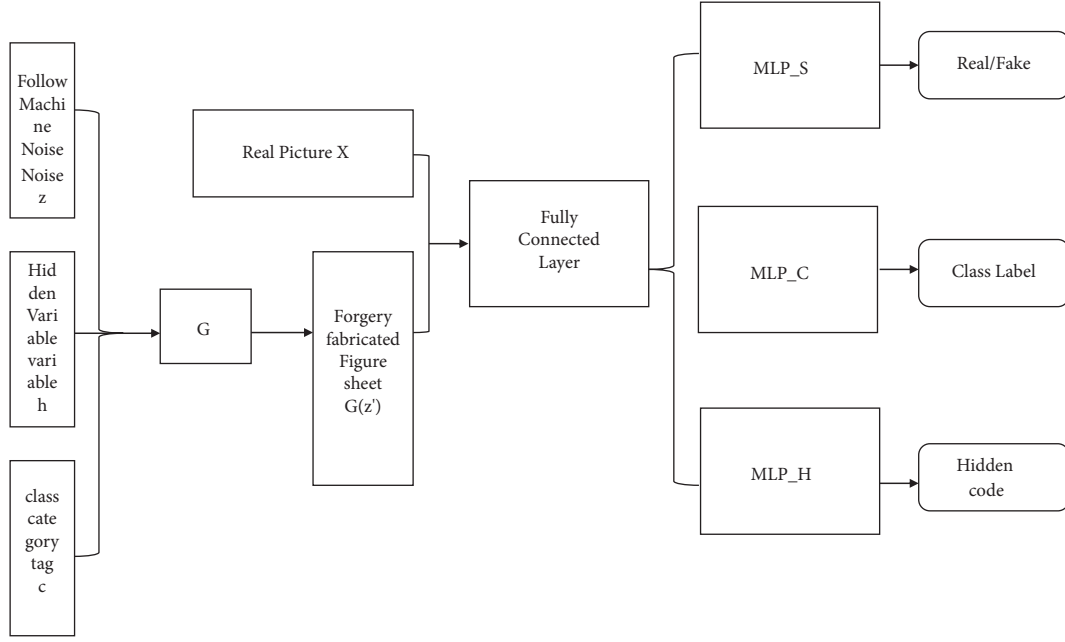 Follow
Machi
ne
Noise
Noise
z
Hid
den
Vari
able
vari
able
h
class
cate
gory
tag
c
G
Real Picture X
Forgery
fabricated
Figure
sheet
G(z')
Fully
Connected
Layer
MLP_S
MLP_C
MLP_H
Real/Fake
Class Label
Hidden
code